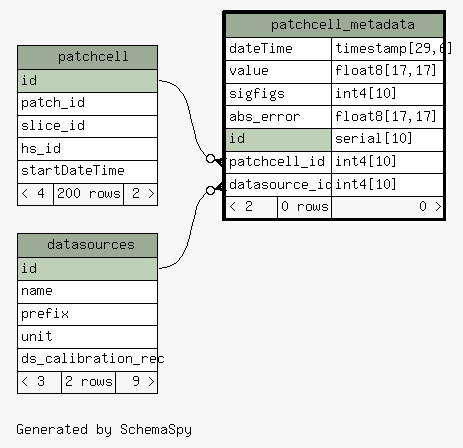 patchcell
id
patch_id
slice_id
hs_id
startDateTime
< 4 200 rows 2 >
patchcell_metadata
dateTime timestamp[29,6]
value float8[17,17]
sigfigs int4[10]
abs_error float8[17,17]
id serial[10]
patchcell_id int4[10]
datasource_id int4[10]
< 2 0 rows 0 >
datasources
id
name
prefix
unit
ds_calibration_rec
< 3 2 rows 9 >
Generated by SchemaSpy